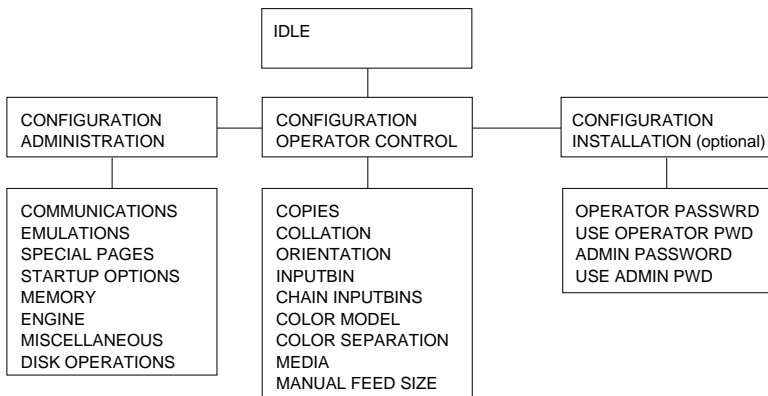 IDLE
CONFIGURATION
ADMINISTRATION
CONFIGURATION
OPERATOR CONTROL
CONFIGURATION
INSTALLATION (optional)
COMMUNICATIONS
EMULATIONS
SPECIAL PAGES
STARTUP OPTIONS
MEMORY
ENGINE
MISCELLANEOUS
DISK OPERATIONS
COPIES
COLLATION
ORIENTATION
INPUTBIN
CHAIN INPUTBINS
COLOR MODEL
COLOR SEPARATION
MEDIA
MANUAL FEED SIZE
OPERATOR PASSWRD
USE OPERATOR PWD
ADMIN PASSWORD
USE ADMIN PWD